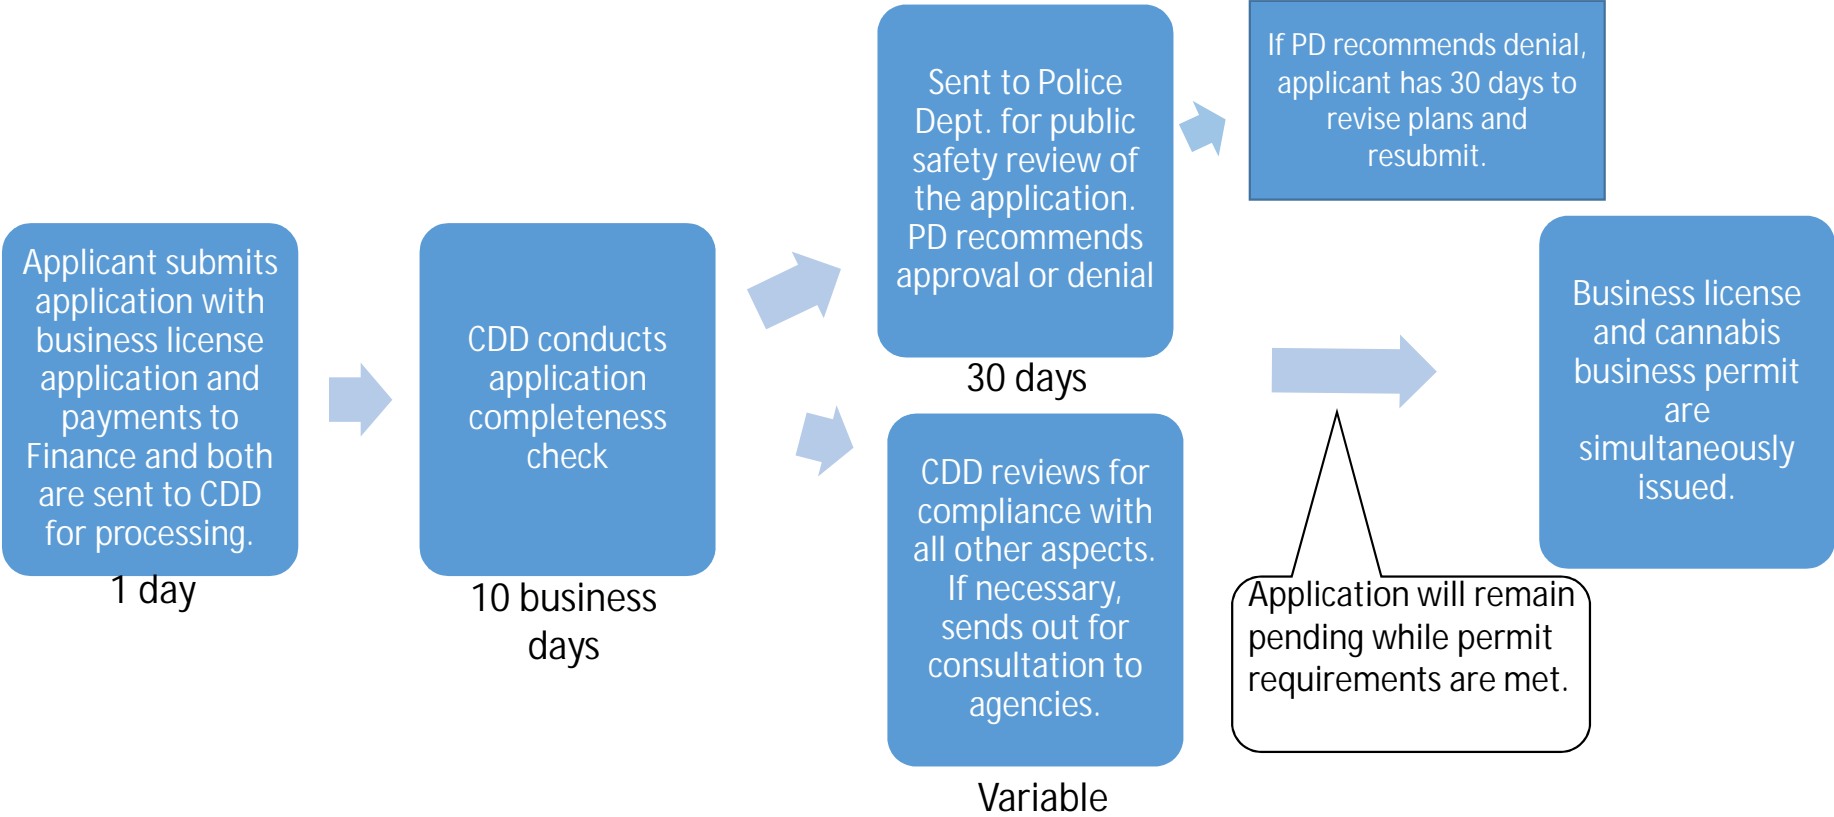 Applicant submits
application with
business license
application and
payments to
Finance and both
are sent to CDD
for processing.
1 day
CDD conducts
application
completeness
check
10 business
days
Sent to Police
Dept. for public
safety review of
the application.
PD recommends
approval or denial
30 days
If PD recommends denial,
applicant has 30 days to
revise plans and
resubmit.
CDD reviews for
compliance with
all other aspects.
If necessary,
sends out for
consultation to
agencies.
Variable
Application will remain
pending while permit
requirements are met.
Business license
and cannabis
business permit
are
simultaneously
issued.